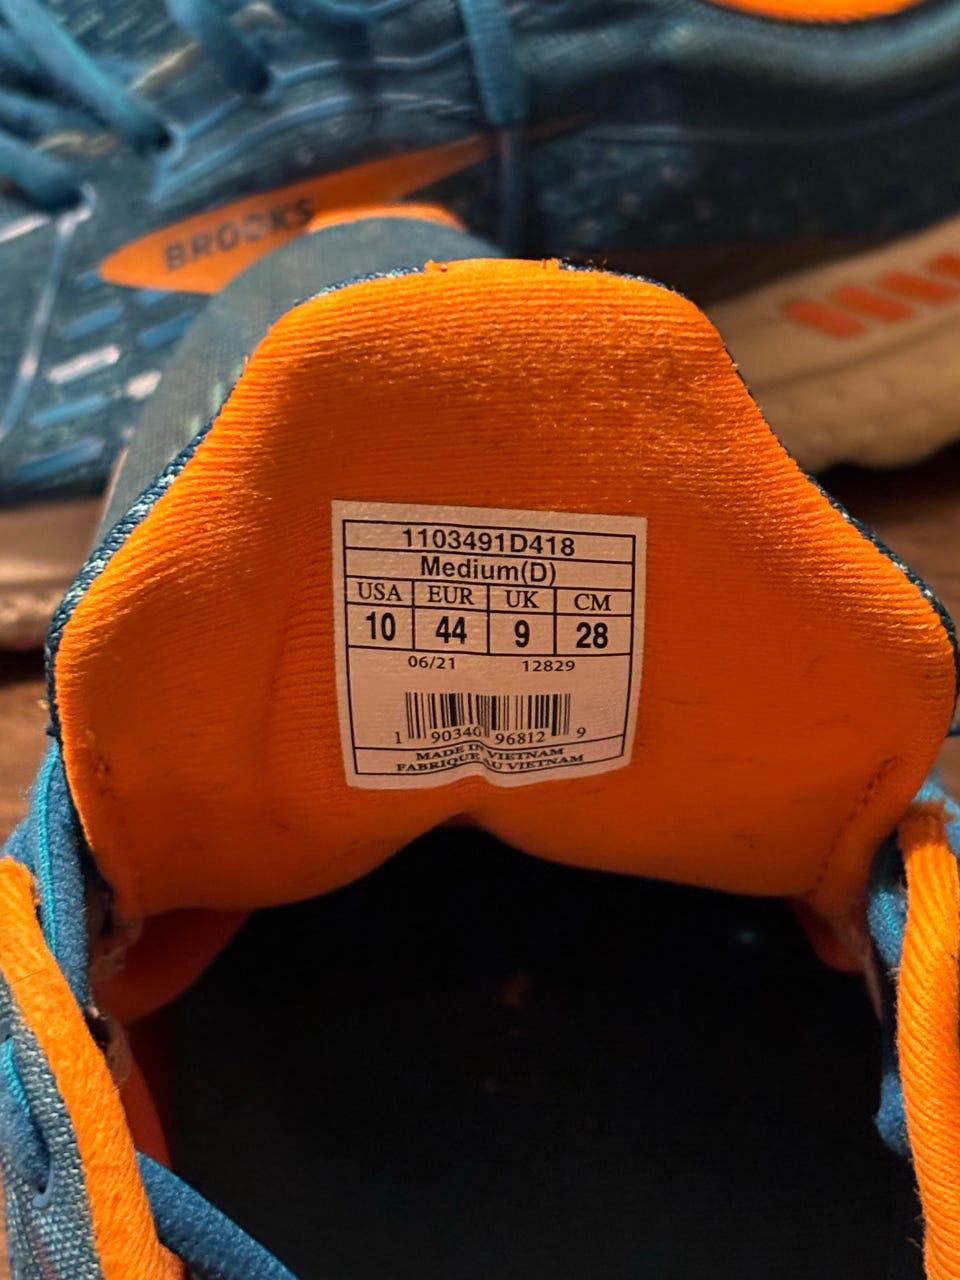 BROOKS
1103491D418
Medium(D)
USA EUR UK CM
10 44 9 28
06/21 12829
1 90340 96812 9
MADE IN VIETNAM
FABRIQUE AU VIETNAM